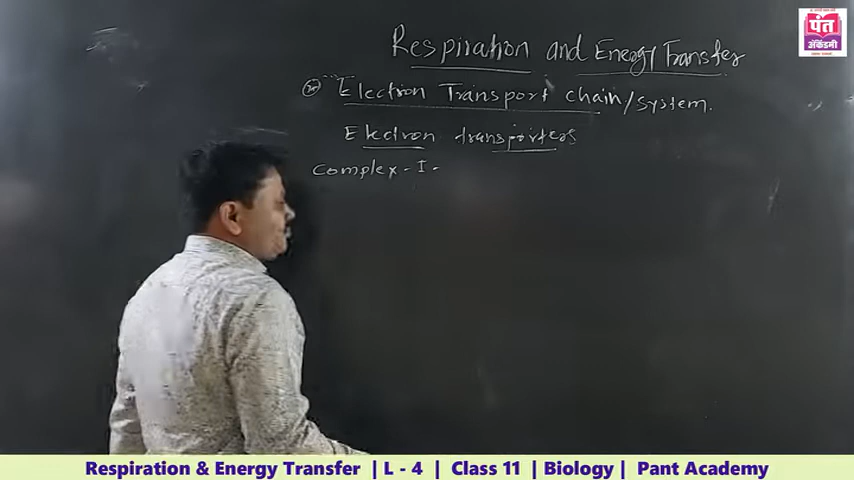 पंत
अ‍ॅकॅडमी
Respiration and Energy Transfer
Electron Transport chain/system.
Electron transporters
Complex-I-
Respiration & Energy Transfer | L - 4 | Class 11 | Biology | Pant Academy